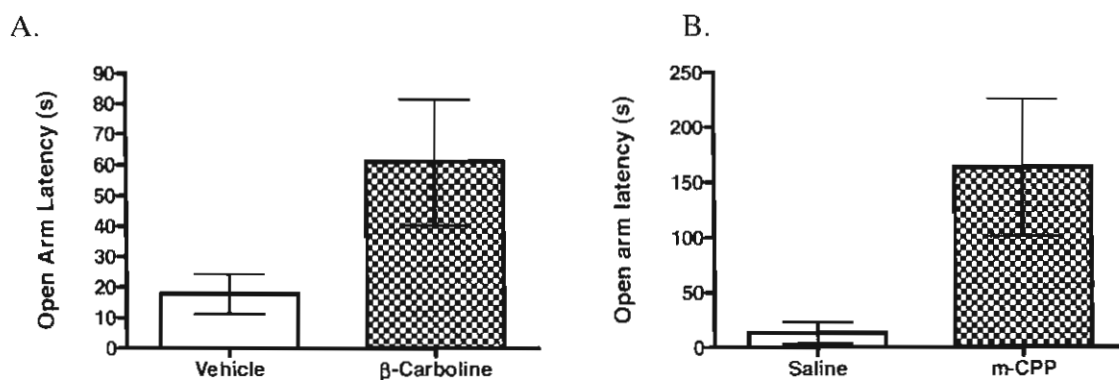 A.
Open Arm Latency (s)
90
80
70
60
50
40
30
20
10
0
Vehicle
β-Carboline
B.
Open arm latency (s)
250
200
150
100
50
0
Saline
m-CPP